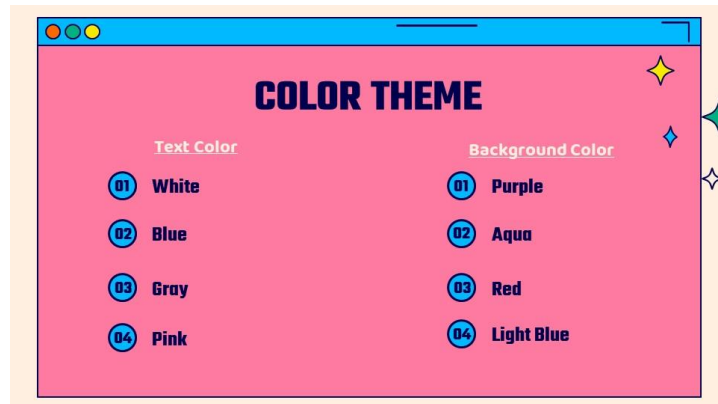 COLOR THEME
Text Color
01 White
02 Blue
03 Gray
04 Pink
Background Color
01 Purple
02 Aqua
03 Red
04 Light Blue